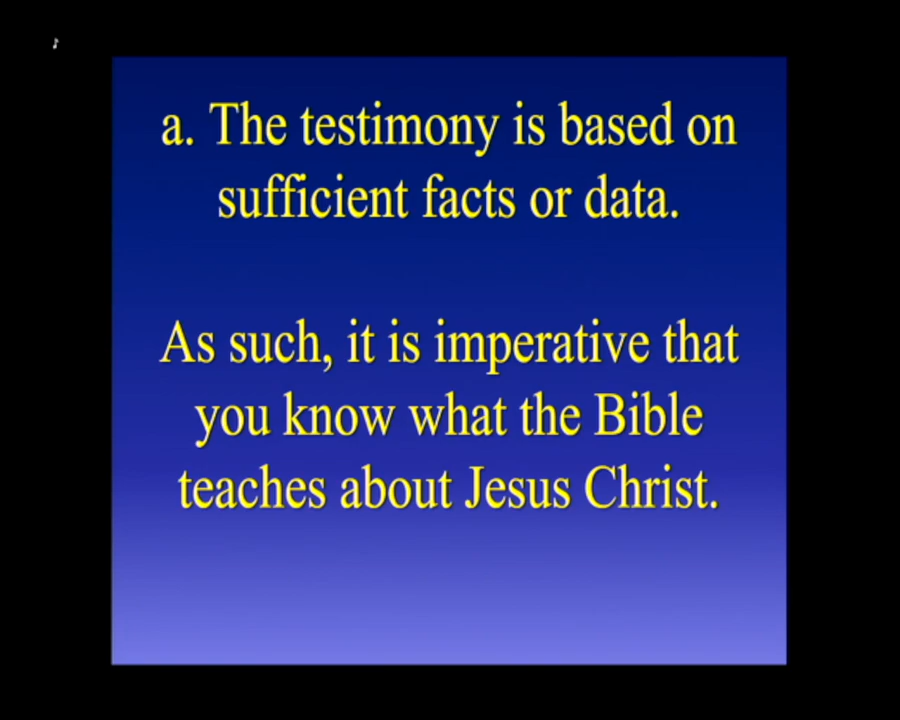 a. The testimony is based on
sufficient facts or data.
As such, it is imperative that
you know what the Bible
teaches about Jesus Christ.